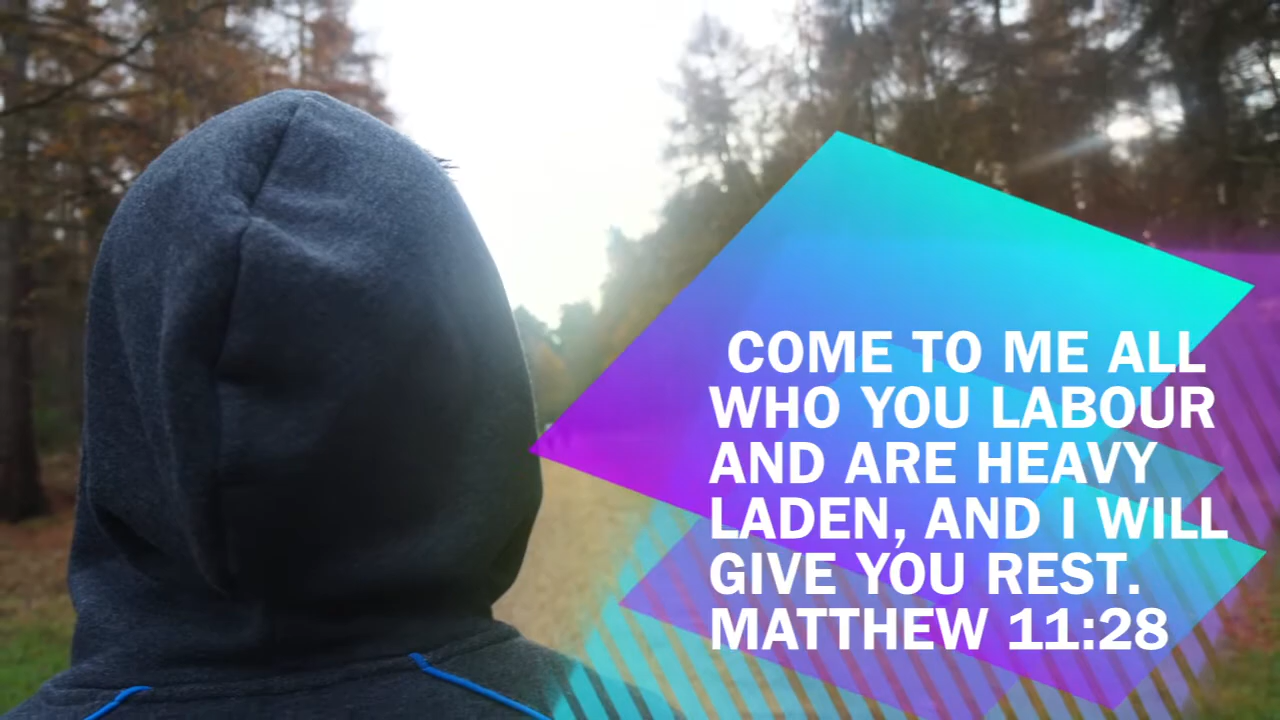 COME TO ME ALL
WHO YOU LABOUR
AND ARE HEAVY
LADEN, AND I WILL
GIVE YOU REST.
MATTHEW 11:28